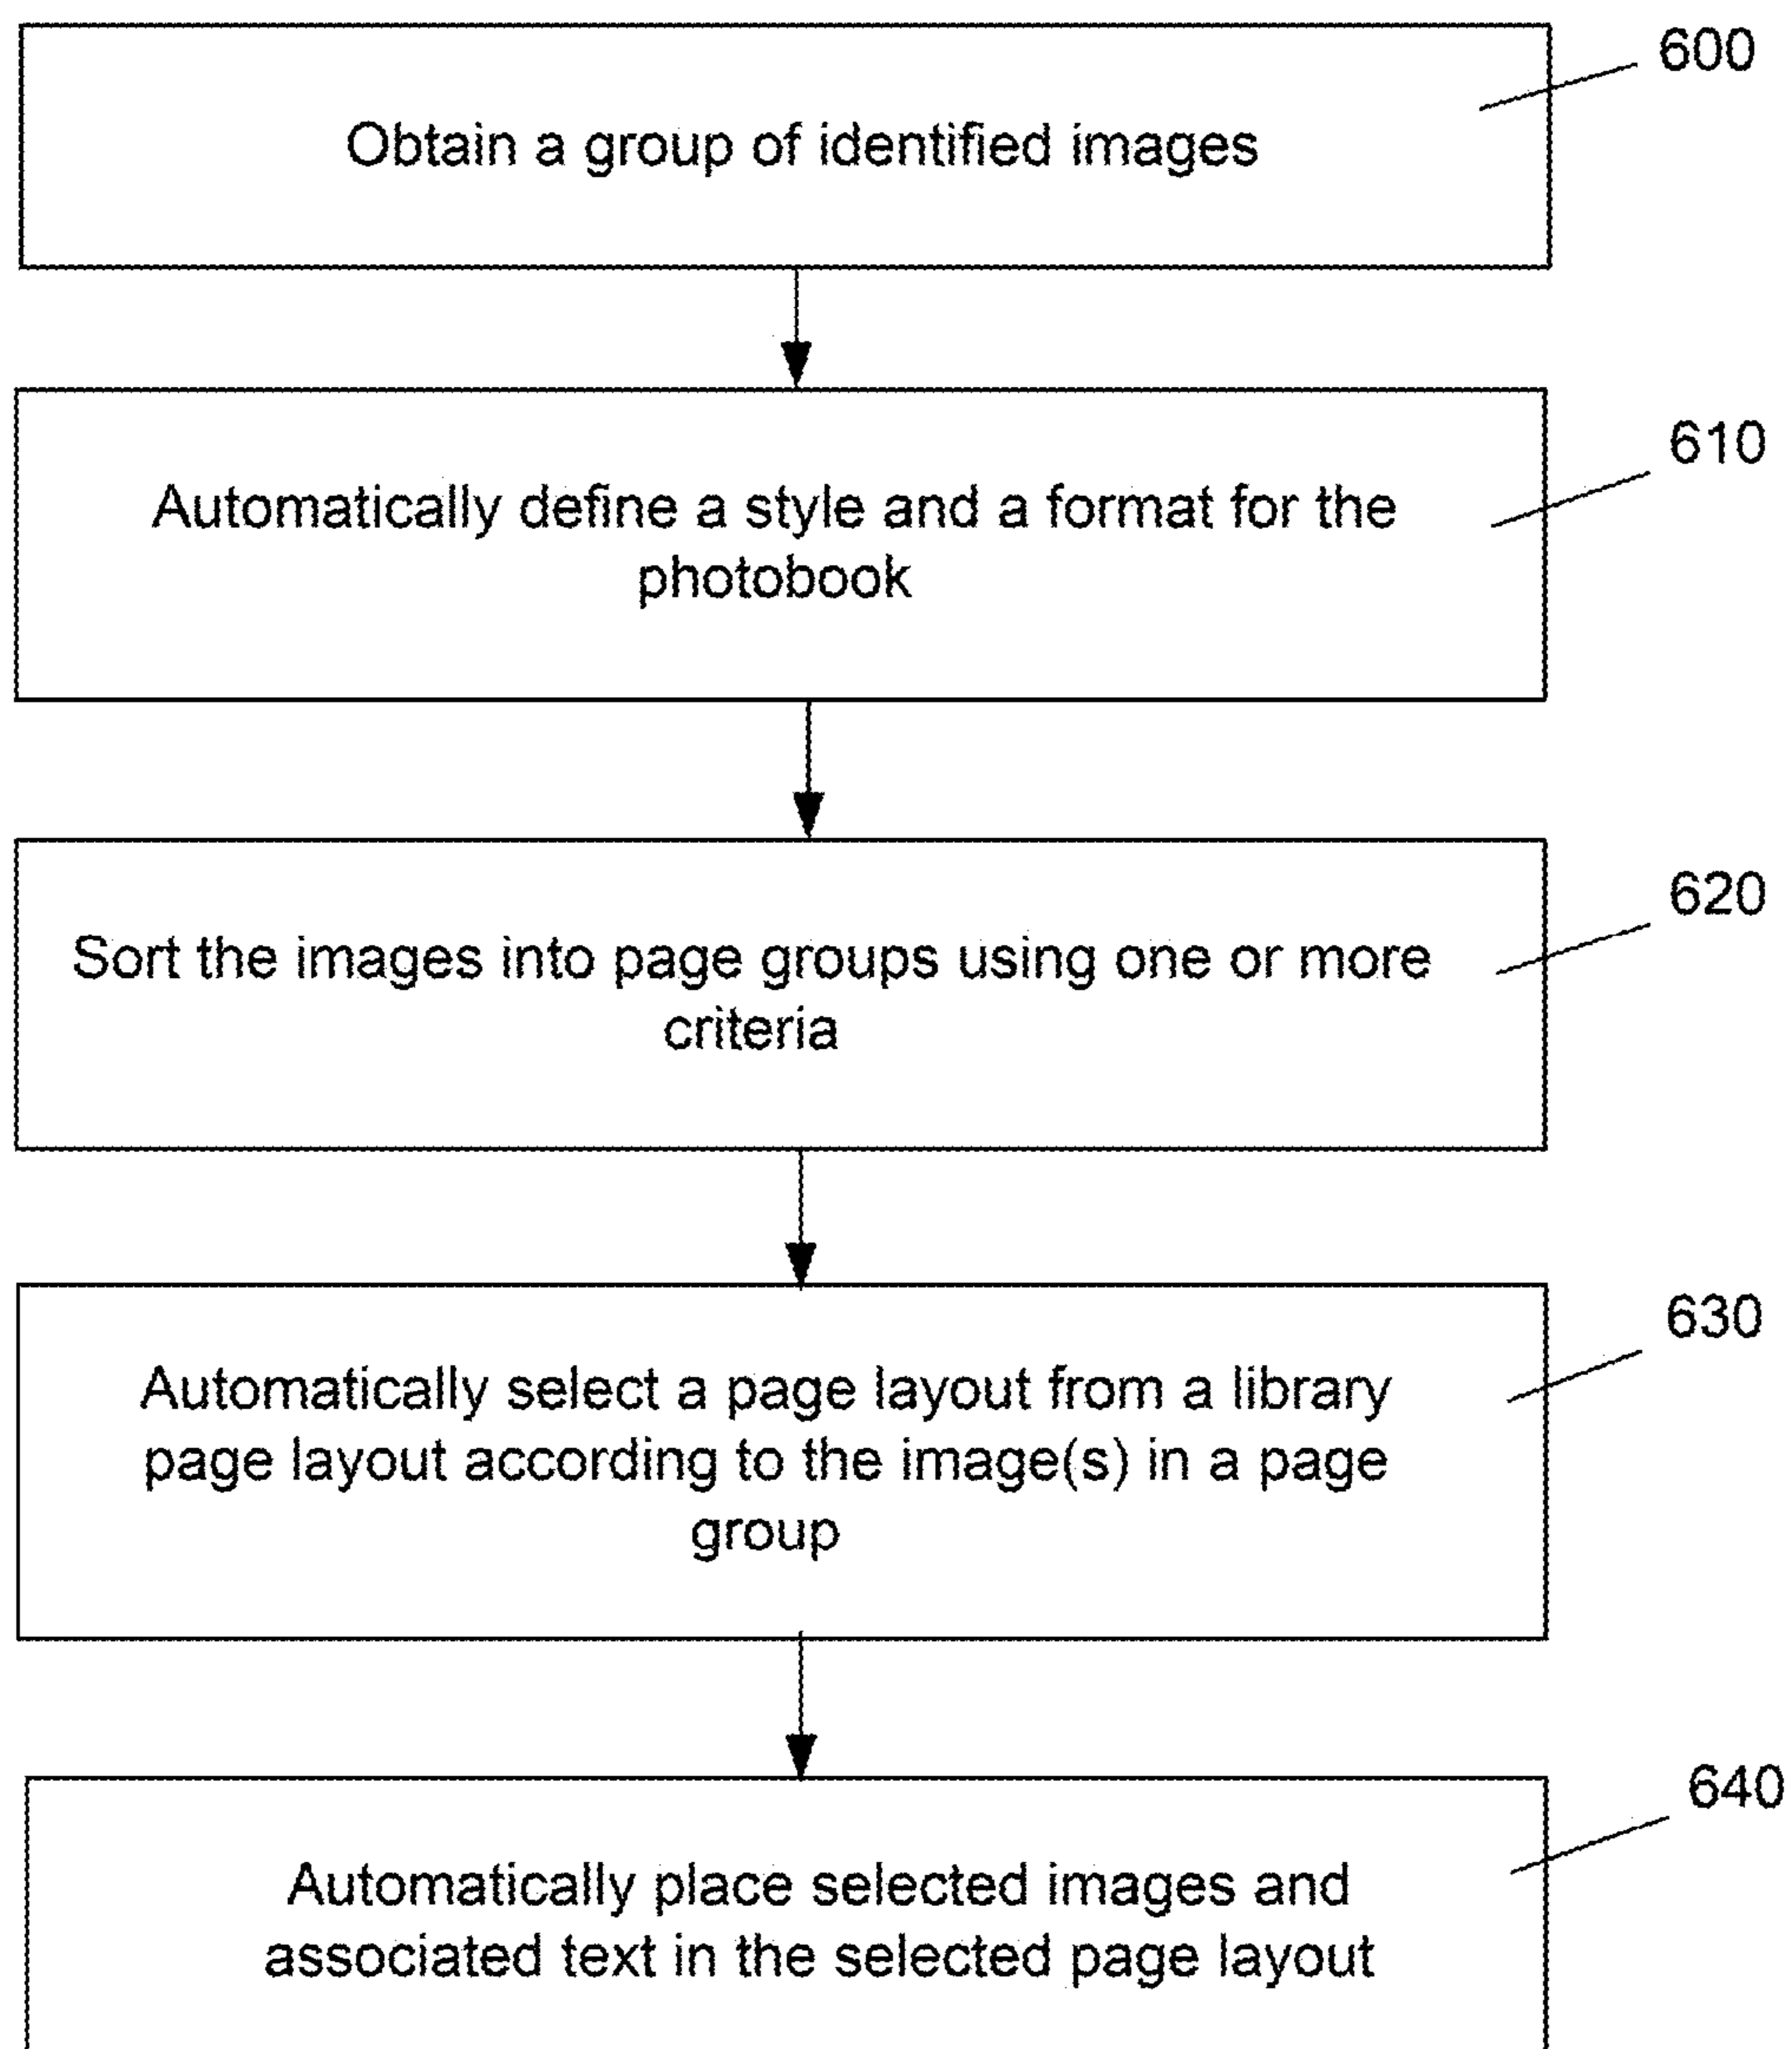 600
Obtain a group of identified images
610
Automatically define a style and a format for the
photobook
620
Sort the images into page groups using one or more
criteria
630
Automatically select a page layout from a library
page layout according to the image(s) in a page
group
640
Automatically place selected images and
associated text in the selected page layout